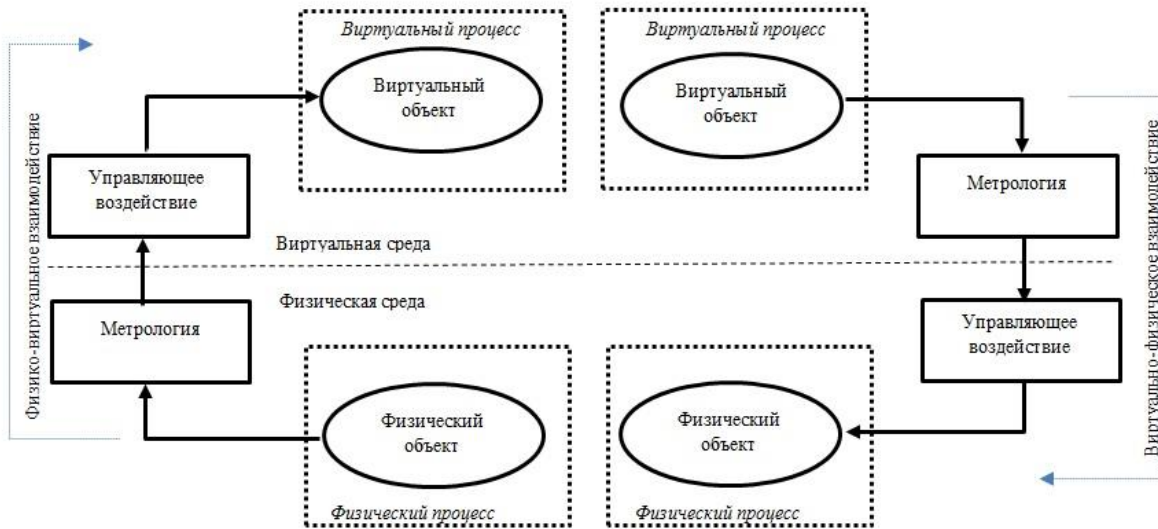 Виртуальный процесс
Виртуальный процесс
Виртуальный
объект
Виртуальный
объект
Управляющее
воздействие
Метрология
Виртуальная среда
Физическая среда
Метрология
Управляющее
воздействие
Физический
объект
Физический
объект
Физический процесс
Физический процесс
Физико-виртуальное взаимодействие
Виртуально-физическое взаимодействие